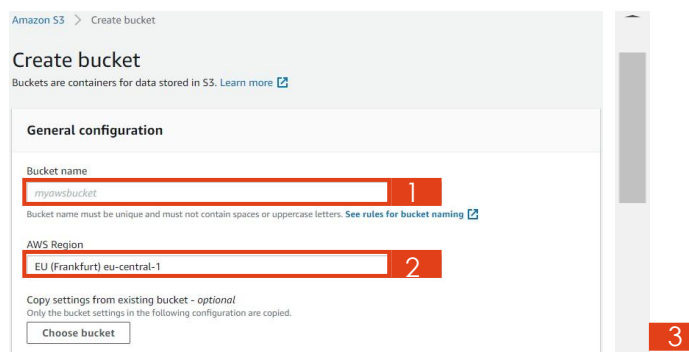 Amazon S3 > Create bucket
Create bucket
Buckets are containers for data stored in S3. Learn more
General configuration
Bucket name
myawsbucket
1
Bucket name must be unique and must not contain spaces or uppercase letters. See rules for bucket naming
AWS Region
EU (Frankfurt) eu-central-1
2
Copy settings from existing bucket - optional
Only the bucket settings in the following configuration are copied.
Choose bucket
3